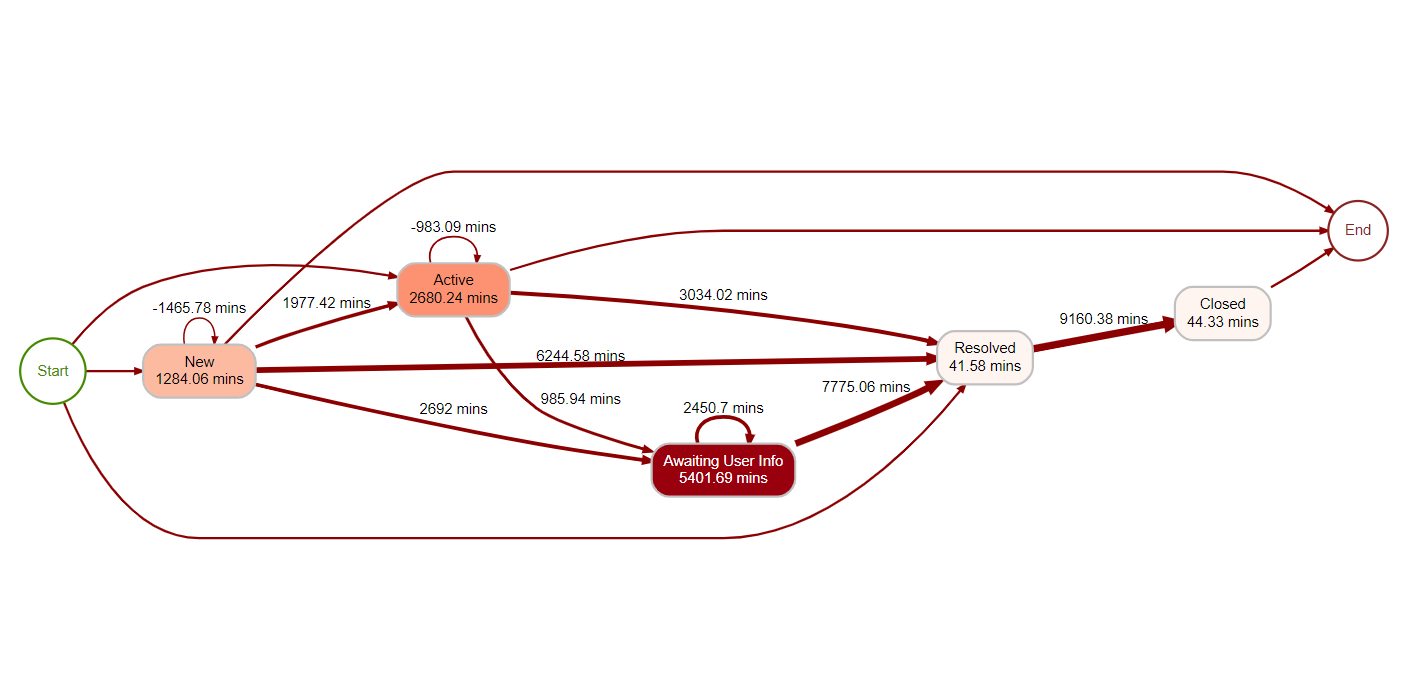 End
-983.09 mins
Active
2680.24 mins
3034.02 mins
-1465.78 mins
1977.42 mins
Closed
44.33 mins
9160.38 mins
Start
New
1284.06 mins
6244.58 mins
Resolved
41.58 mins
985.94 mins
2692 mins
7775.06 mins
2450.7 mins
Awaiting User Info
5401.69 mins